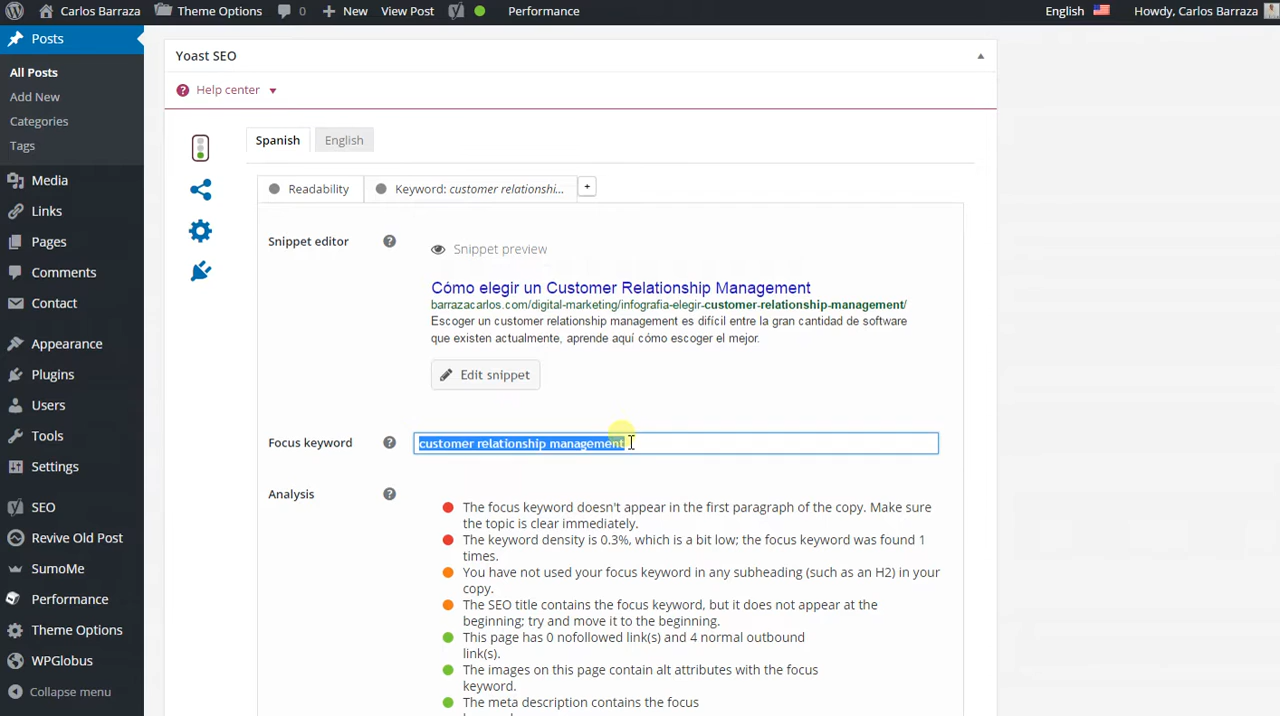 Carlos Barraza
Theme Options
0
New
View Post
Performance
English
Howdy, Carlos Barraza
Posts
All Posts
Add New
Categories
Tags
Media
Links
Pages
Comments
Contact
Appearance
Plugins
Users
Tools
Settings
SEO
Revive Old Post
SumoMe
Performance
Theme Options
WPGlobus
Collapse menu
Yoast SEO
Help center
Spanish
English
Readability
Keyword: customer relationshi...
+
Snippet editor
Snippet preview
Cómo elegir un Customer Relationship Management
barrazacarlos.com/digital-marketing/infografia-elegir-customer-relationship-management/
Escoger un customer relationship management es difícil entre la gran cantidad de software
que existen actualmente, aprende aquí cómo escoger el mejor.
Edit snippet
Focus keyword
customer relationship management
Analysis
The focus keyword doesn't appear in the first paragraph of the copy. Make sure
the topic is clear immediately.
The keyword density is 0.3%, which is a bit low; the focus keyword was found 1
times.
You have not used your focus keyword in any subheading (such as an H2) in your
copy.
The SEO title contains the focus keyword, but it does not appear at the
beginning; try and move it to the beginning.
This page has 0 nofollowed link(s) and 4 normal outbound
link(s).
The images on this page contain alt attributes with the focus
keyword.
The meta description contains the focus